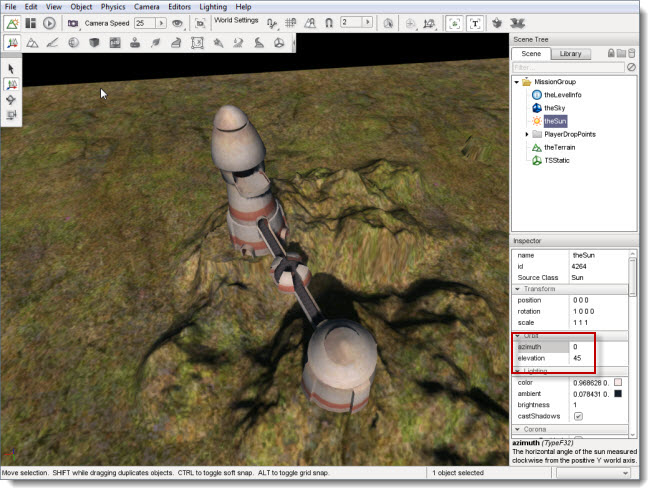 File Edit View Object Physics Camera Editors Lighting Help
Camera Speed 25 World Settings 2
Scene Tree
Scene Library
Filter...
MissionGroup
theLevelInfo
theSky
theSun
PlayerDropPoints
theTerrain
TSStatic
Inspector
name theSun
id 4264
Source Class Sun
Transform
position 0 0 0
rotation 1 0 0 0
scale 1 1 1
Orbit
azimuth 0
elevation 45
Lighting
color 0.968628 0.
ambient 0.078431 0.
brightness 1
castShadows
Corona
azimuth (TypeF32)
The horizontal angle of the sun measured
clockwise from the positive Y world axis.
Move selection. SHIFT while dragging duplicates objects. CTRL to toggle soft snap. ALT to toggle grid snap. 1 object selected